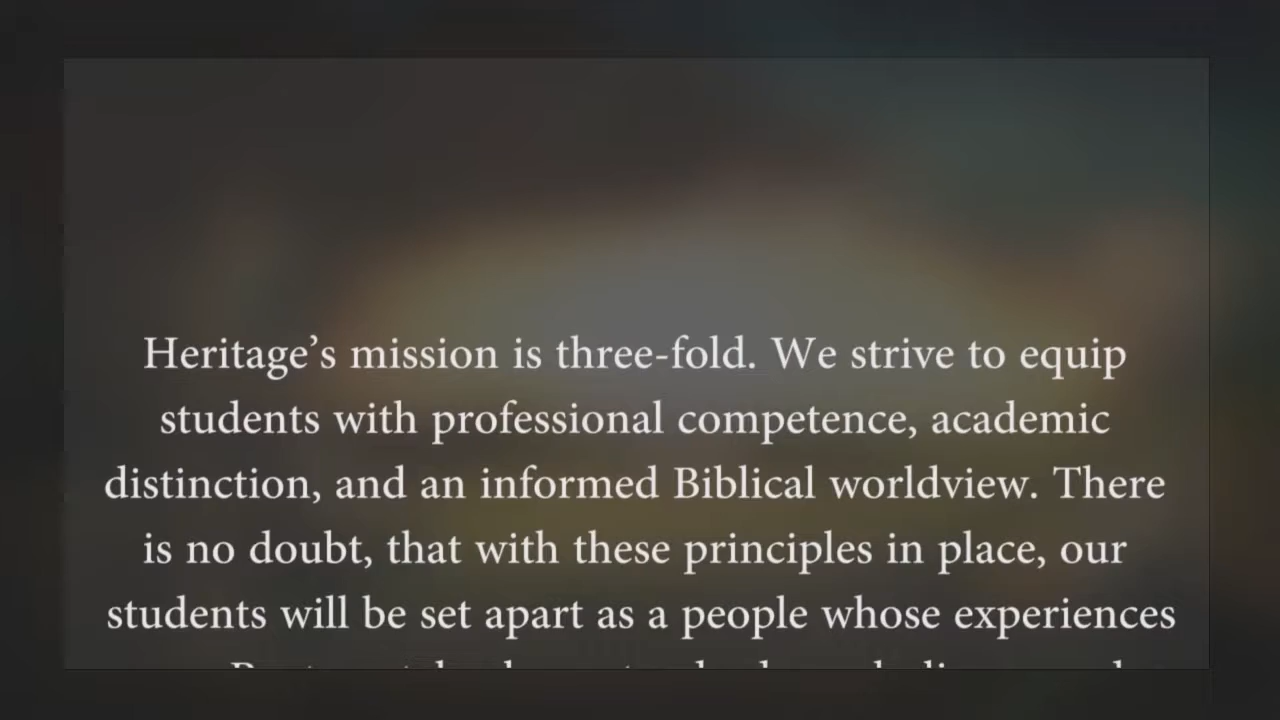 Heritage’s mission is three-fold. We strive to equip
students with professional competence, academic
distinction, and an informed Biblical worldview. There
is no doubt, that with these principles in place, our
students will be set apart as a people whose experiences